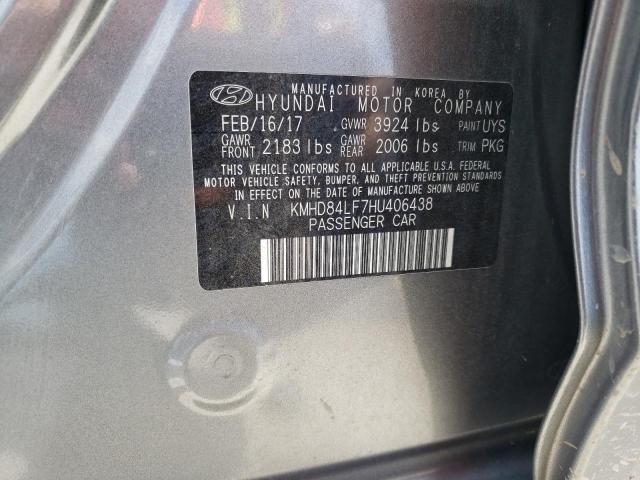 MANUFACTURED IN KOREA BY
HYUNDAI MOTOR COMPANY
FEB/16/17 GVWR 3924 lbs PAINT UYS
GAWR FRONT 2183 lbs GAWR REAR 2006 lbs TRIM PKG
THIS VEHICLE CONFORMS TO ALL APPLICABLE U.S.A. FEDERAL
MOTOR VEHICLE SAFETY, BUMPER, AND THEFT PREVENTION STANDARDS
IN EFFECT ON THE DATE OF MANUFACTURE SHOWN ABOVE
V.I.N KMHD84LF7HU406438
PASSENGER CAR